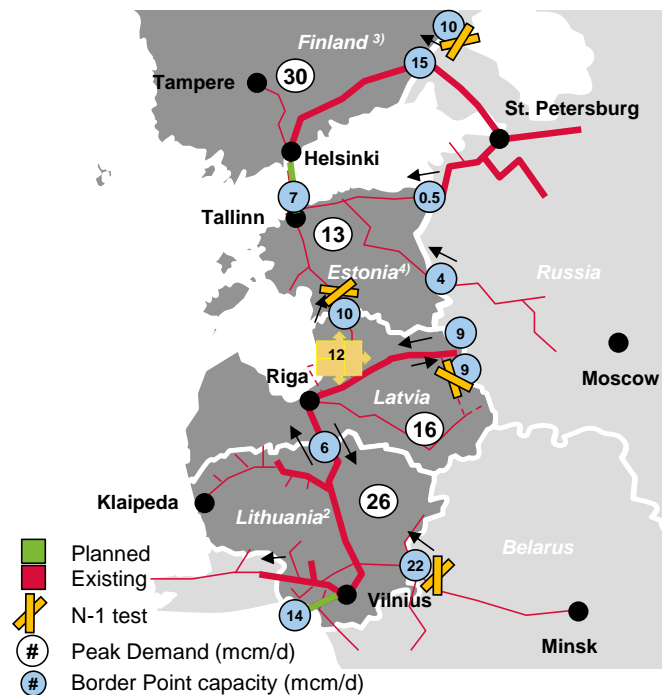 10
Finland 3)
15
30
Tampere
St. Petersburg
Helsinki
7
0.5
Tallinn
13
Estonia4)
4
Russia
10
9
12
9
Riga
Moscow
Latvia
16
6
26
Klaipeda
Lithuania2
Belarus
22
Planned
Existing
14
Vilnius
N-1 test
Minsk
# Peak Demand (mcm/d)
# Border Point capacity (mcm/d)